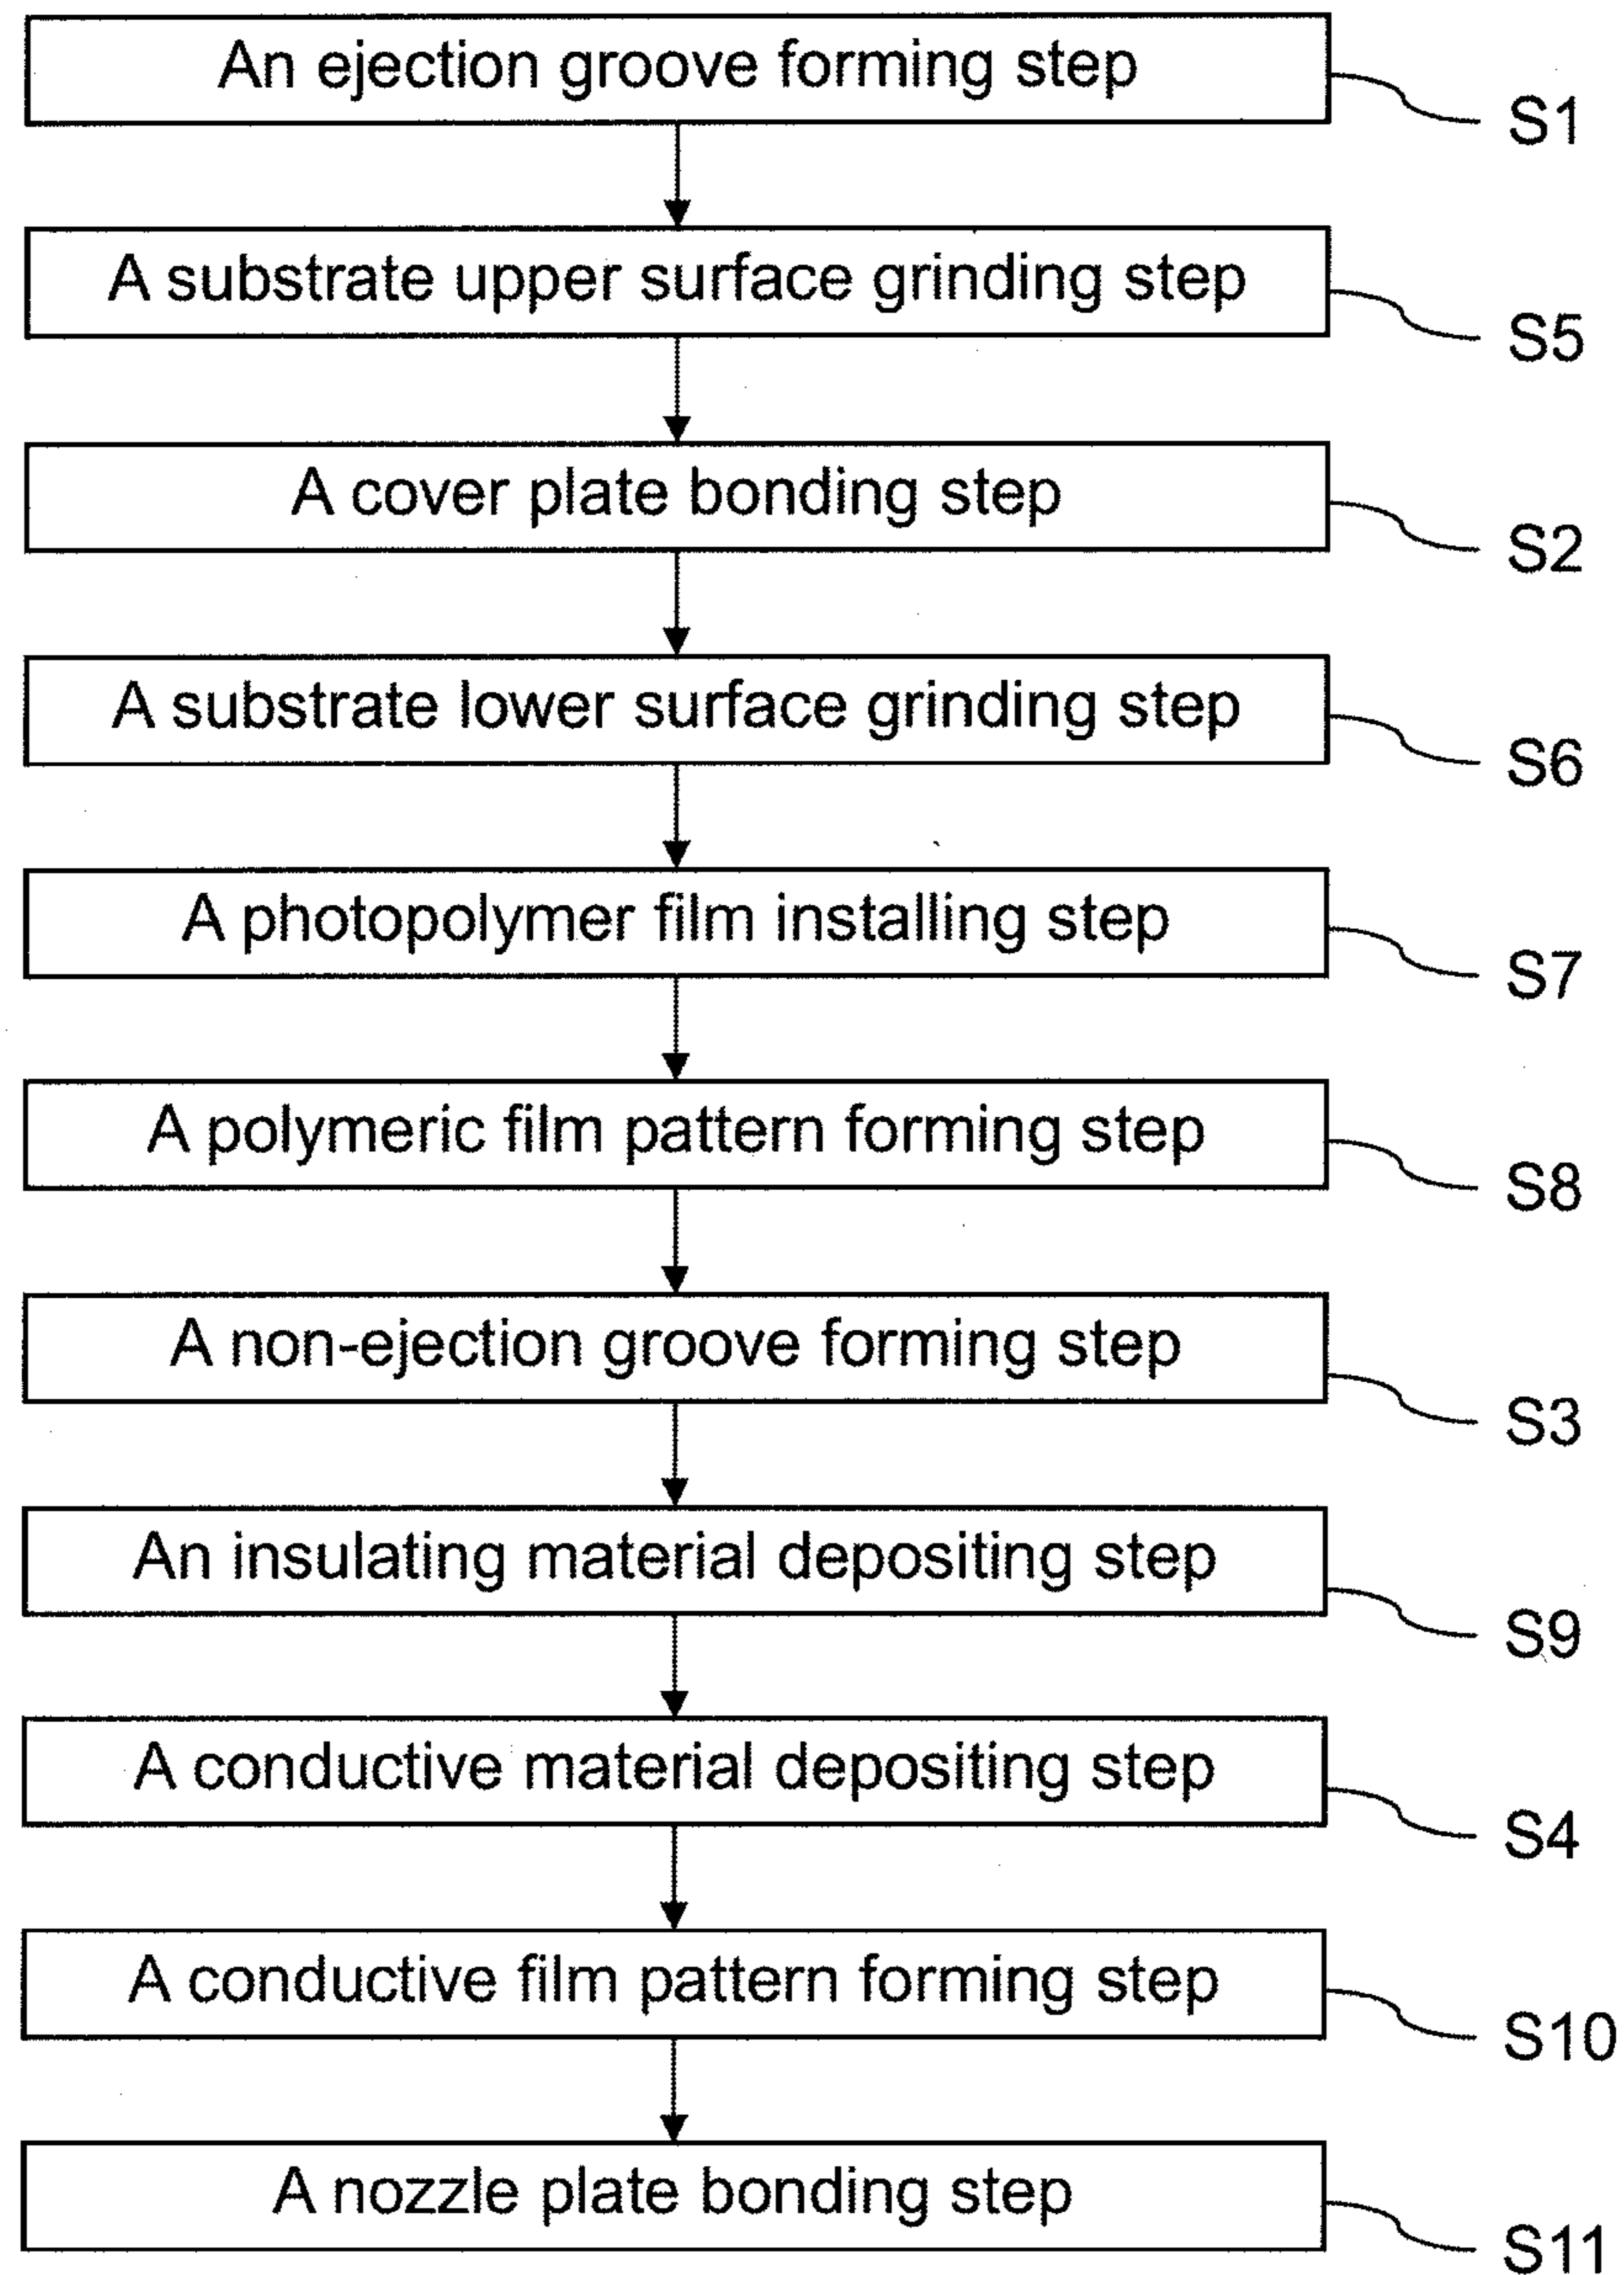 An ejection groove forming step
S1
A substrate upper surface grinding step
S5
A cover plate bonding step
S2
A substrate lower surface grinding step
S6
A photopolymer film installing step
S7
A polymeric film pattern forming step
S8
A non-ejection groove forming step
S3
An insulating material depositing step
S9
A conductive material depositing step
S4
A conductive film pattern forming step
S10
A nozzle plate bonding step
S11